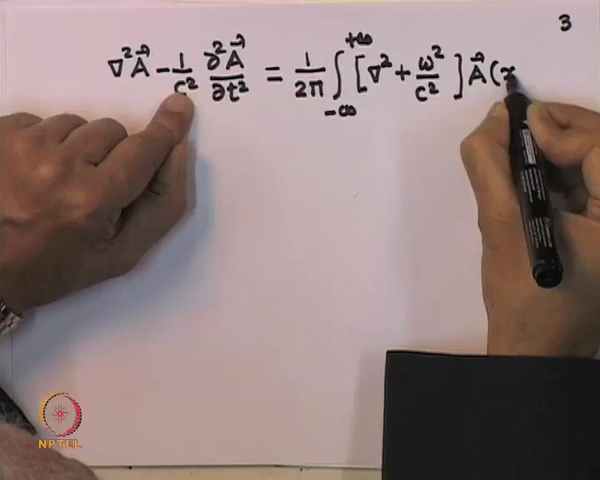 3
∇²A⃗ − 1/c² ∂²A⃗/∂t² = 1/2π ∫₋∞⁺∞ [∇² + ω²/c²] A⃗(x
NPTEL